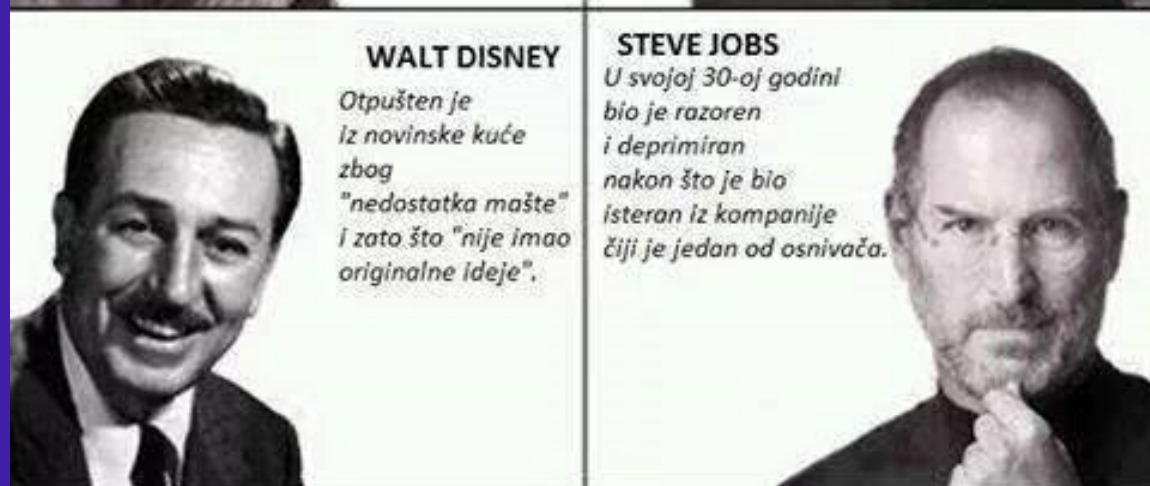 WALT DISNEY
Otpušten je
iz novinske kuće
zbog
"nedostatka mašte"
i zato što "nije imao
originalne ideje".
STEVE JOBS
U svojoj 30-oj godini
bio je razoren
i deprimiran
nakon što je bio
isteran iz kompanije
čiji je jedan od osnivača.